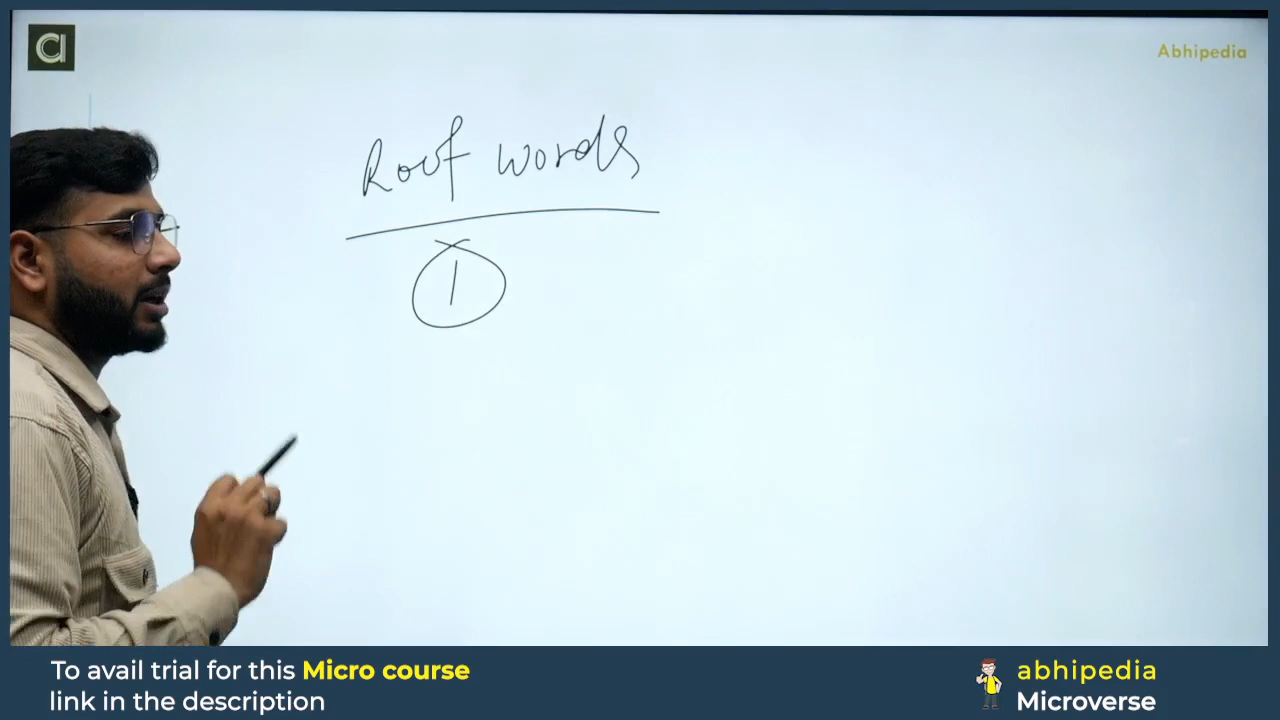 Abhipedia
Root words
1
To avail trial for this Micro course
link in the description
abhipedia
Microverse